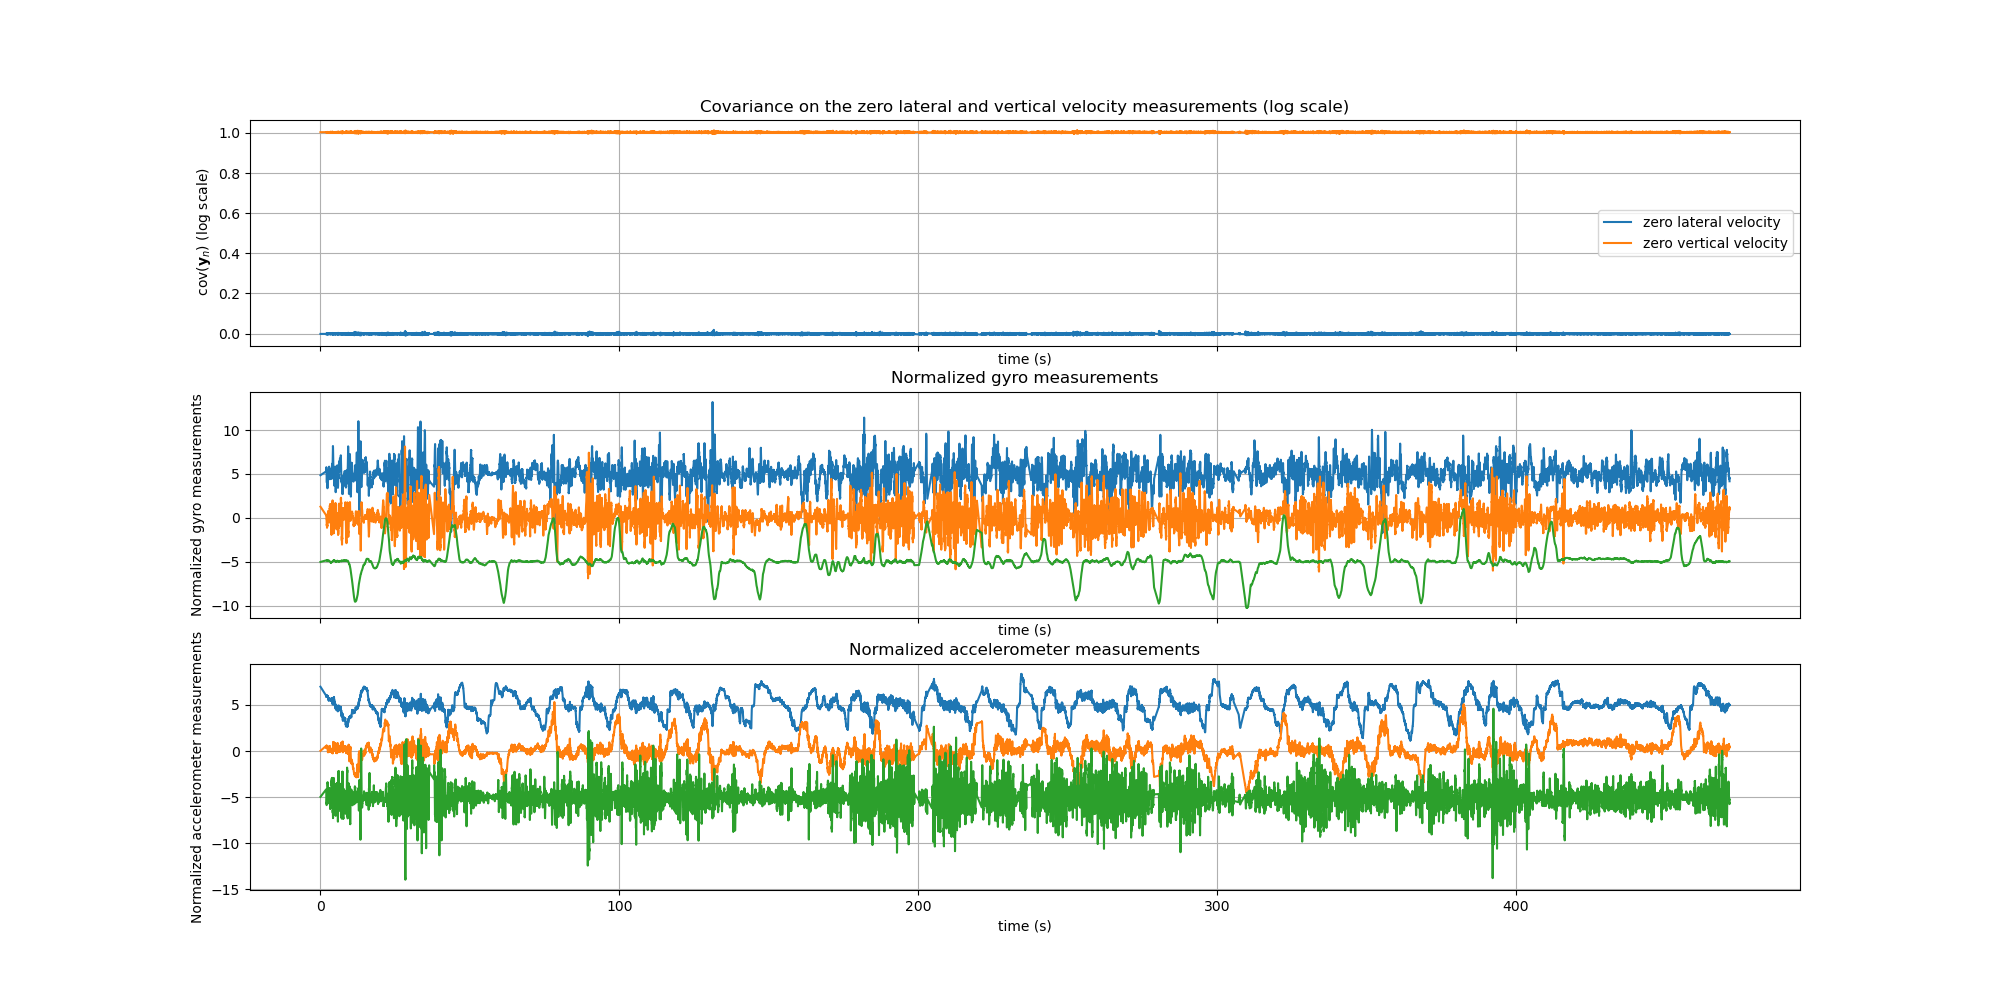 Covariance on the zero lateral and vertical velocity measurements (log scale)
cov(𝐲ₙ) (log scale)
1.0
0.8
0.6
0.4
0.2
0.0
zero lateral velocity
zero vertical velocity
time (s)
Normalized gyro measurements
Normalized gyro measurements
10
5
0
−5
−10
time (s)
Normalized accelerometer measurements
Normalized accelerometer measurements
5
0
−5
−10
−15
0 100 200 300 400
time (s)